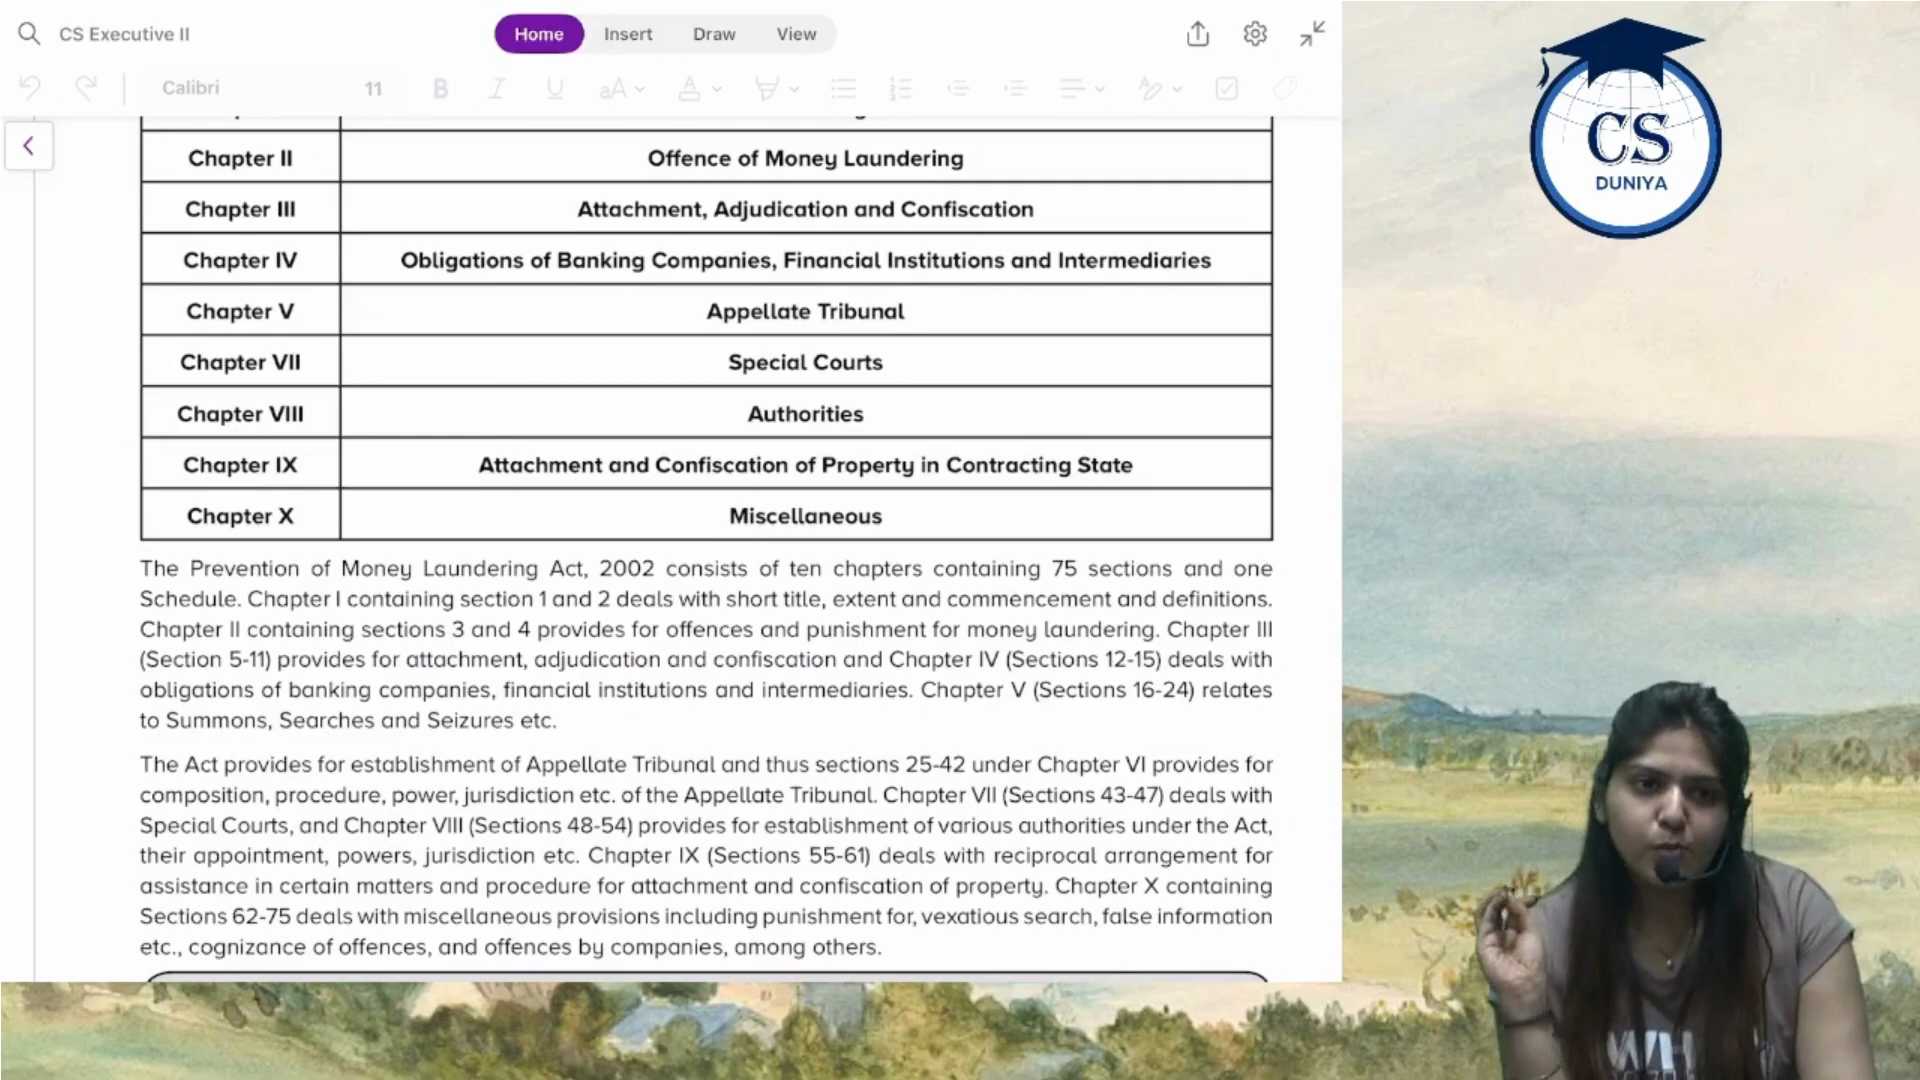 CS Executive II
Home
Insert
Draw
View
Calibri
11
B
I
U
aA
A
Chapter II
Offence of Money Laundering
Chapter III
Attachment, Adjudication and Confiscation
Chapter IV
Obligations of Banking Companies, Financial Institutions and Intermediaries
Chapter V
Appellate Tribunal
Chapter VII
Special Courts
Chapter VIII
Authorities
Chapter IX
Attachment and Confiscation of Property in Contracting State
Chapter X
Miscellaneous
The Prevention of Money Laundering Act, 2002 consists of ten chapters containing 75 sections and one
Schedule. Chapter I containing section 1 and 2 deals with short title, extent and commencement and definitions.
Chapter II containing sections 3 and 4 provides for offences and punishment for money laundering. Chapter III
(Section 5-11) provides for attachment, adjudication and confiscation and Chapter IV (Sections 12-15) deals with
obligations of banking companies, financial institutions and intermediaries. Chapter V (Sections 16-24) relates
to Summons, Searches and Seizures etc.
The Act provides for establishment of Appellate Tribunal and thus sections 25-42 under Chapter VI provides for
composition, procedure, power, jurisdiction etc. of the Appellate Tribunal. Chapter VII (Sections 43-47) deals with
Special Courts, and Chapter VIII (Sections 48-54) provides for establishment of various authorities under the Act,
their appointment, powers, jurisdiction etc. Chapter IX (Sections 55-61) deals with reciprocal arrangement for
assistance in certain matters and procedure for attachment and confiscation of property. Chapter X containing
Sections 62-75 deals with miscellaneous provisions including punishment for, vexatious search, false information
etc., cognizance of offences, and offences by companies, among others.
CS
DUNIYA